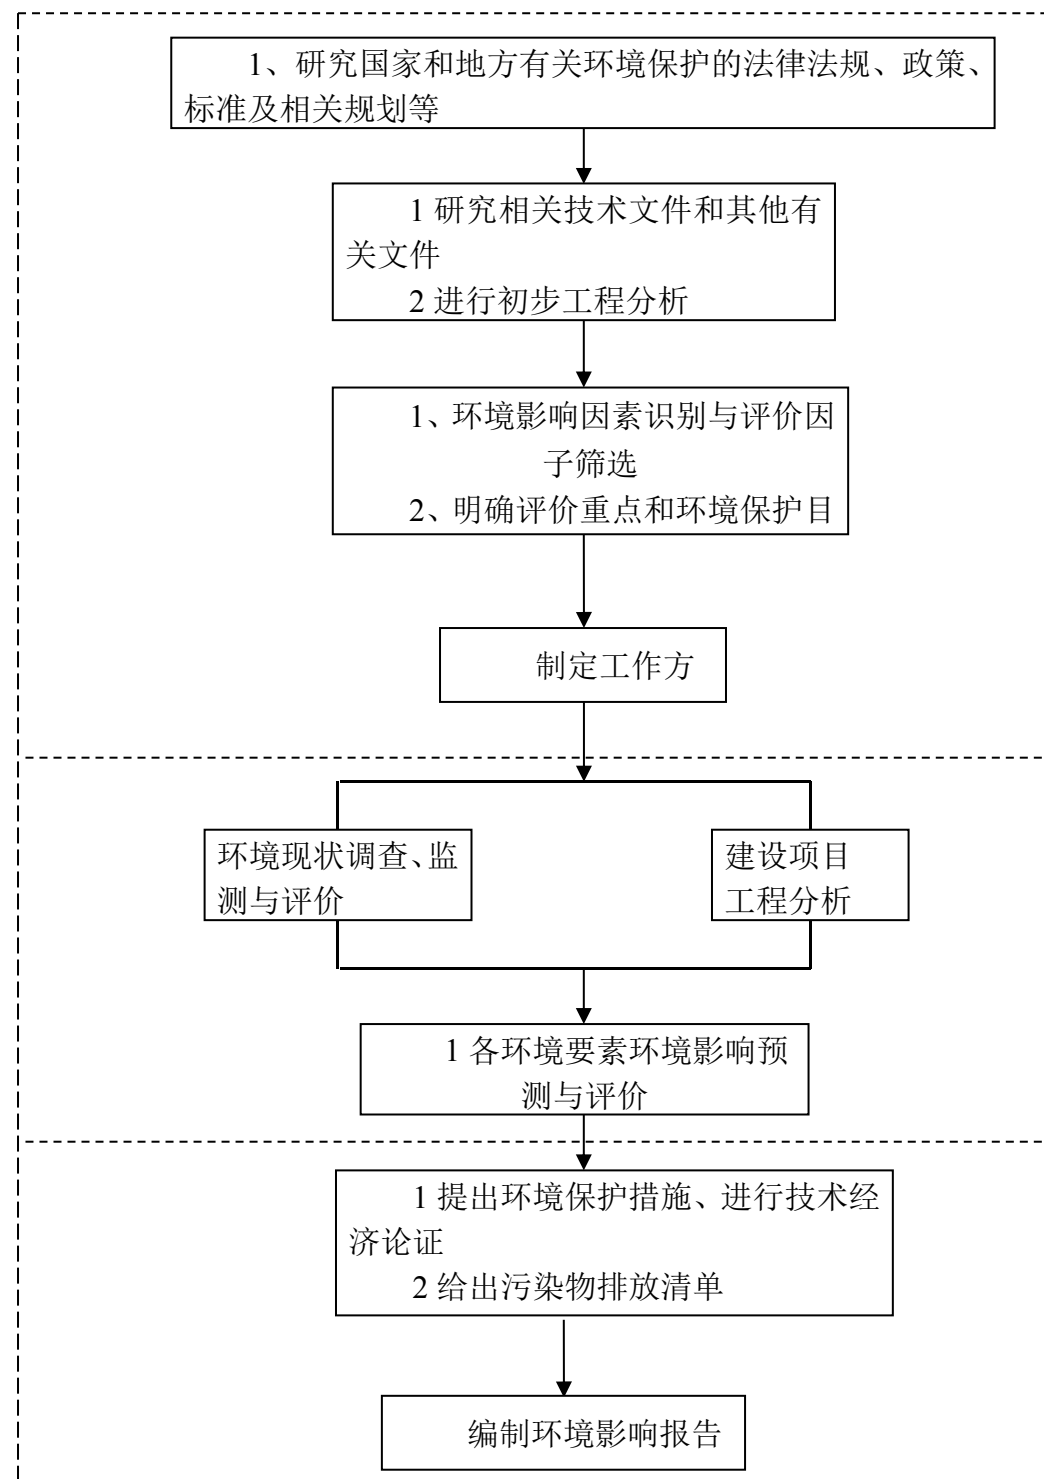 1、研究国家和地方有关环境保护的法律法规、政策、
标准及相关规划等
1 研究相关技术文件和其他有
关文件
2 进行初步工程分析
1、环境影响因素识别与评价因
子筛选
2、明确评价重点和环境保护目
制定工作方
环境现状调查、监
测与评价
建设项目
工程分析
1 各环境要素环境影响预
测与评价
1 提出环境保护措施、进行技术经
济论证
2 给出污染物排放清单
编制环境影响报告